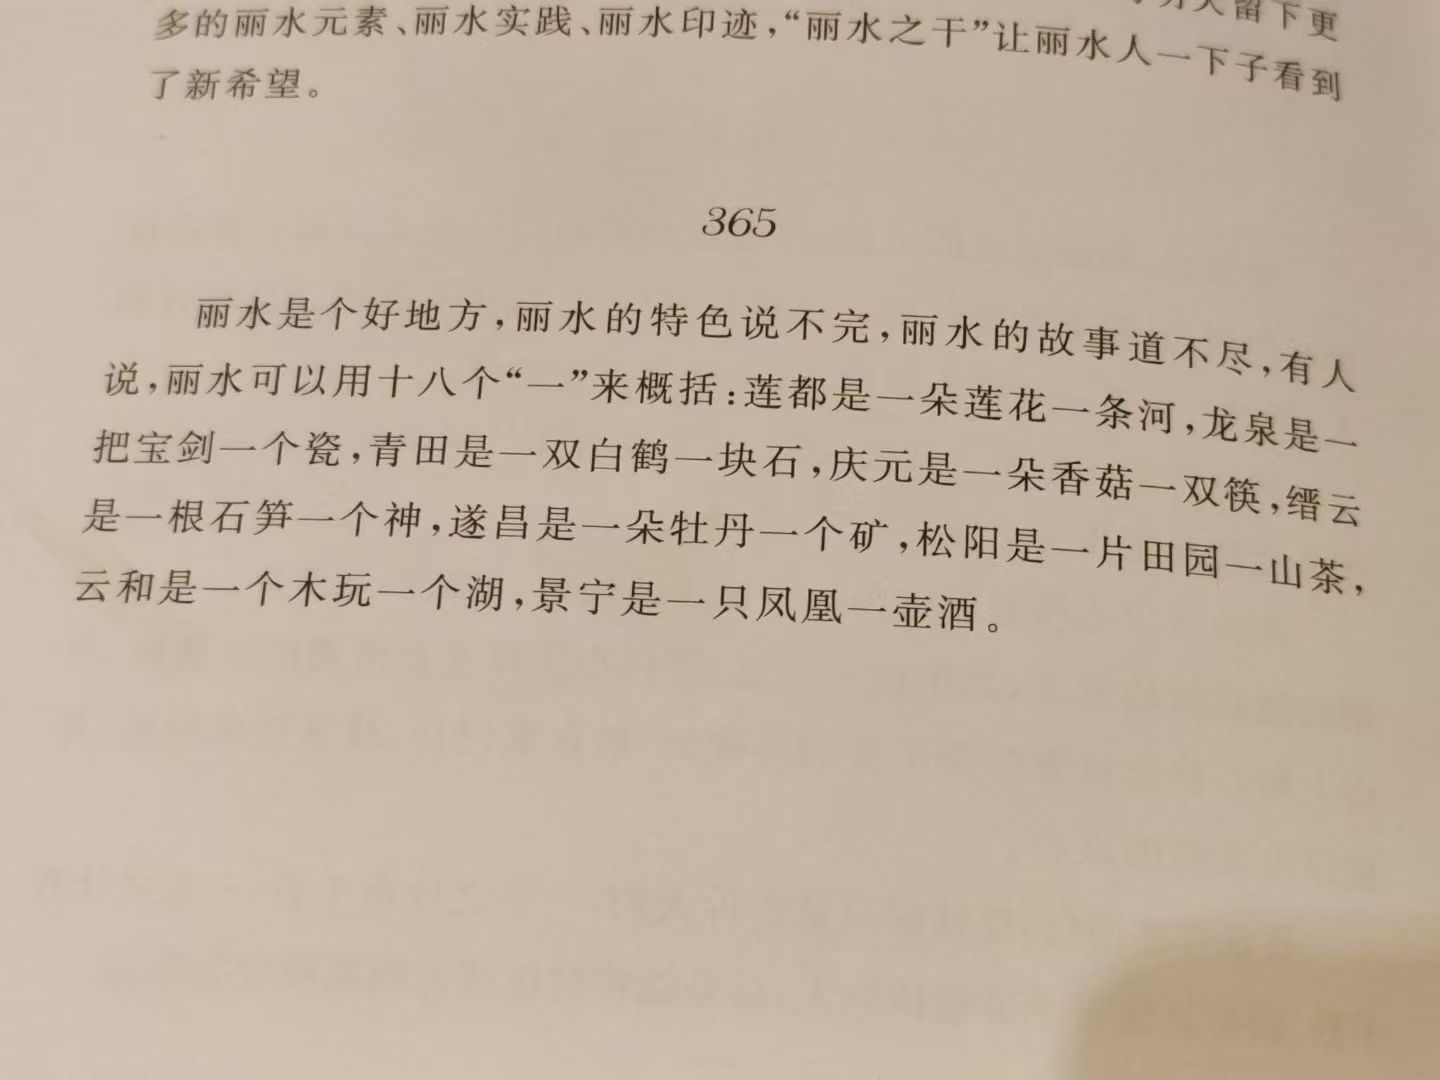 留下更
多的丽水元素、丽水实践、丽水印迹，“丽水之干”让丽水人一下子看到
了新希望。
365
丽水是个好地方，丽水的特色说不完，丽水的故事道不尽，有人
说，丽水可以用十八个“一”来概括：莲都是一朵莲花一条河，龙泉是一
把宝剑一个瓷，青田是一双白鹤一块石，庆元是一朵香菇一双筷，缙云
是一根石笋一个神，遂昌是一朵牡丹一个矿，松阳是一片田园一山茶，
云和是一个木玩一个湖，景宁是一只凤凰一壶酒。